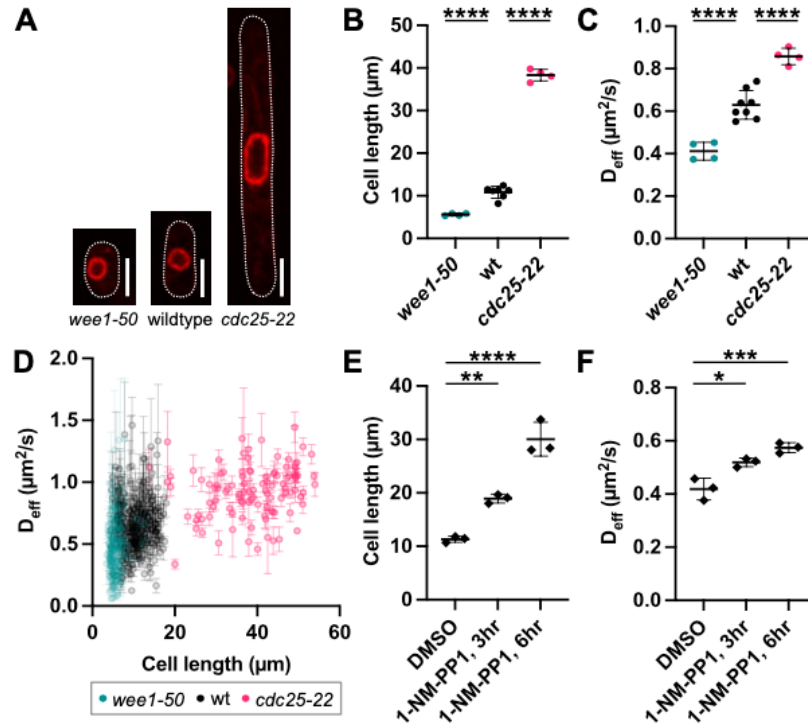 A
wee1-50
wildtype
cdc25-22
B
**** ****
Cell length (µm)
50
40
30
20
10
0
wee1-50
wt
cdc25-22
C
**** ****
Deff (µm²/s)
1.0
0.8
0.6
0.4
0.2
0.0
wee1-50
wt
cdc25-22
D
Deff (µm²/s)
2.0
1.5
1.0
0.5
0.0
0 20 40 60
Cell length (µm)
wee1-50 wt cdc25-22
E
****
**
Cell length (µm)
40
30
20
10
0
DMSO
1-NM-PP1, 3hr
1-NM-PP1, 6hr
F
***
*
Deff (µm²/s)
0.8
0.6
0.4
0.2
0.0
DMSO
1-NM-PP1, 3hr
1-NM-PP1, 6hr